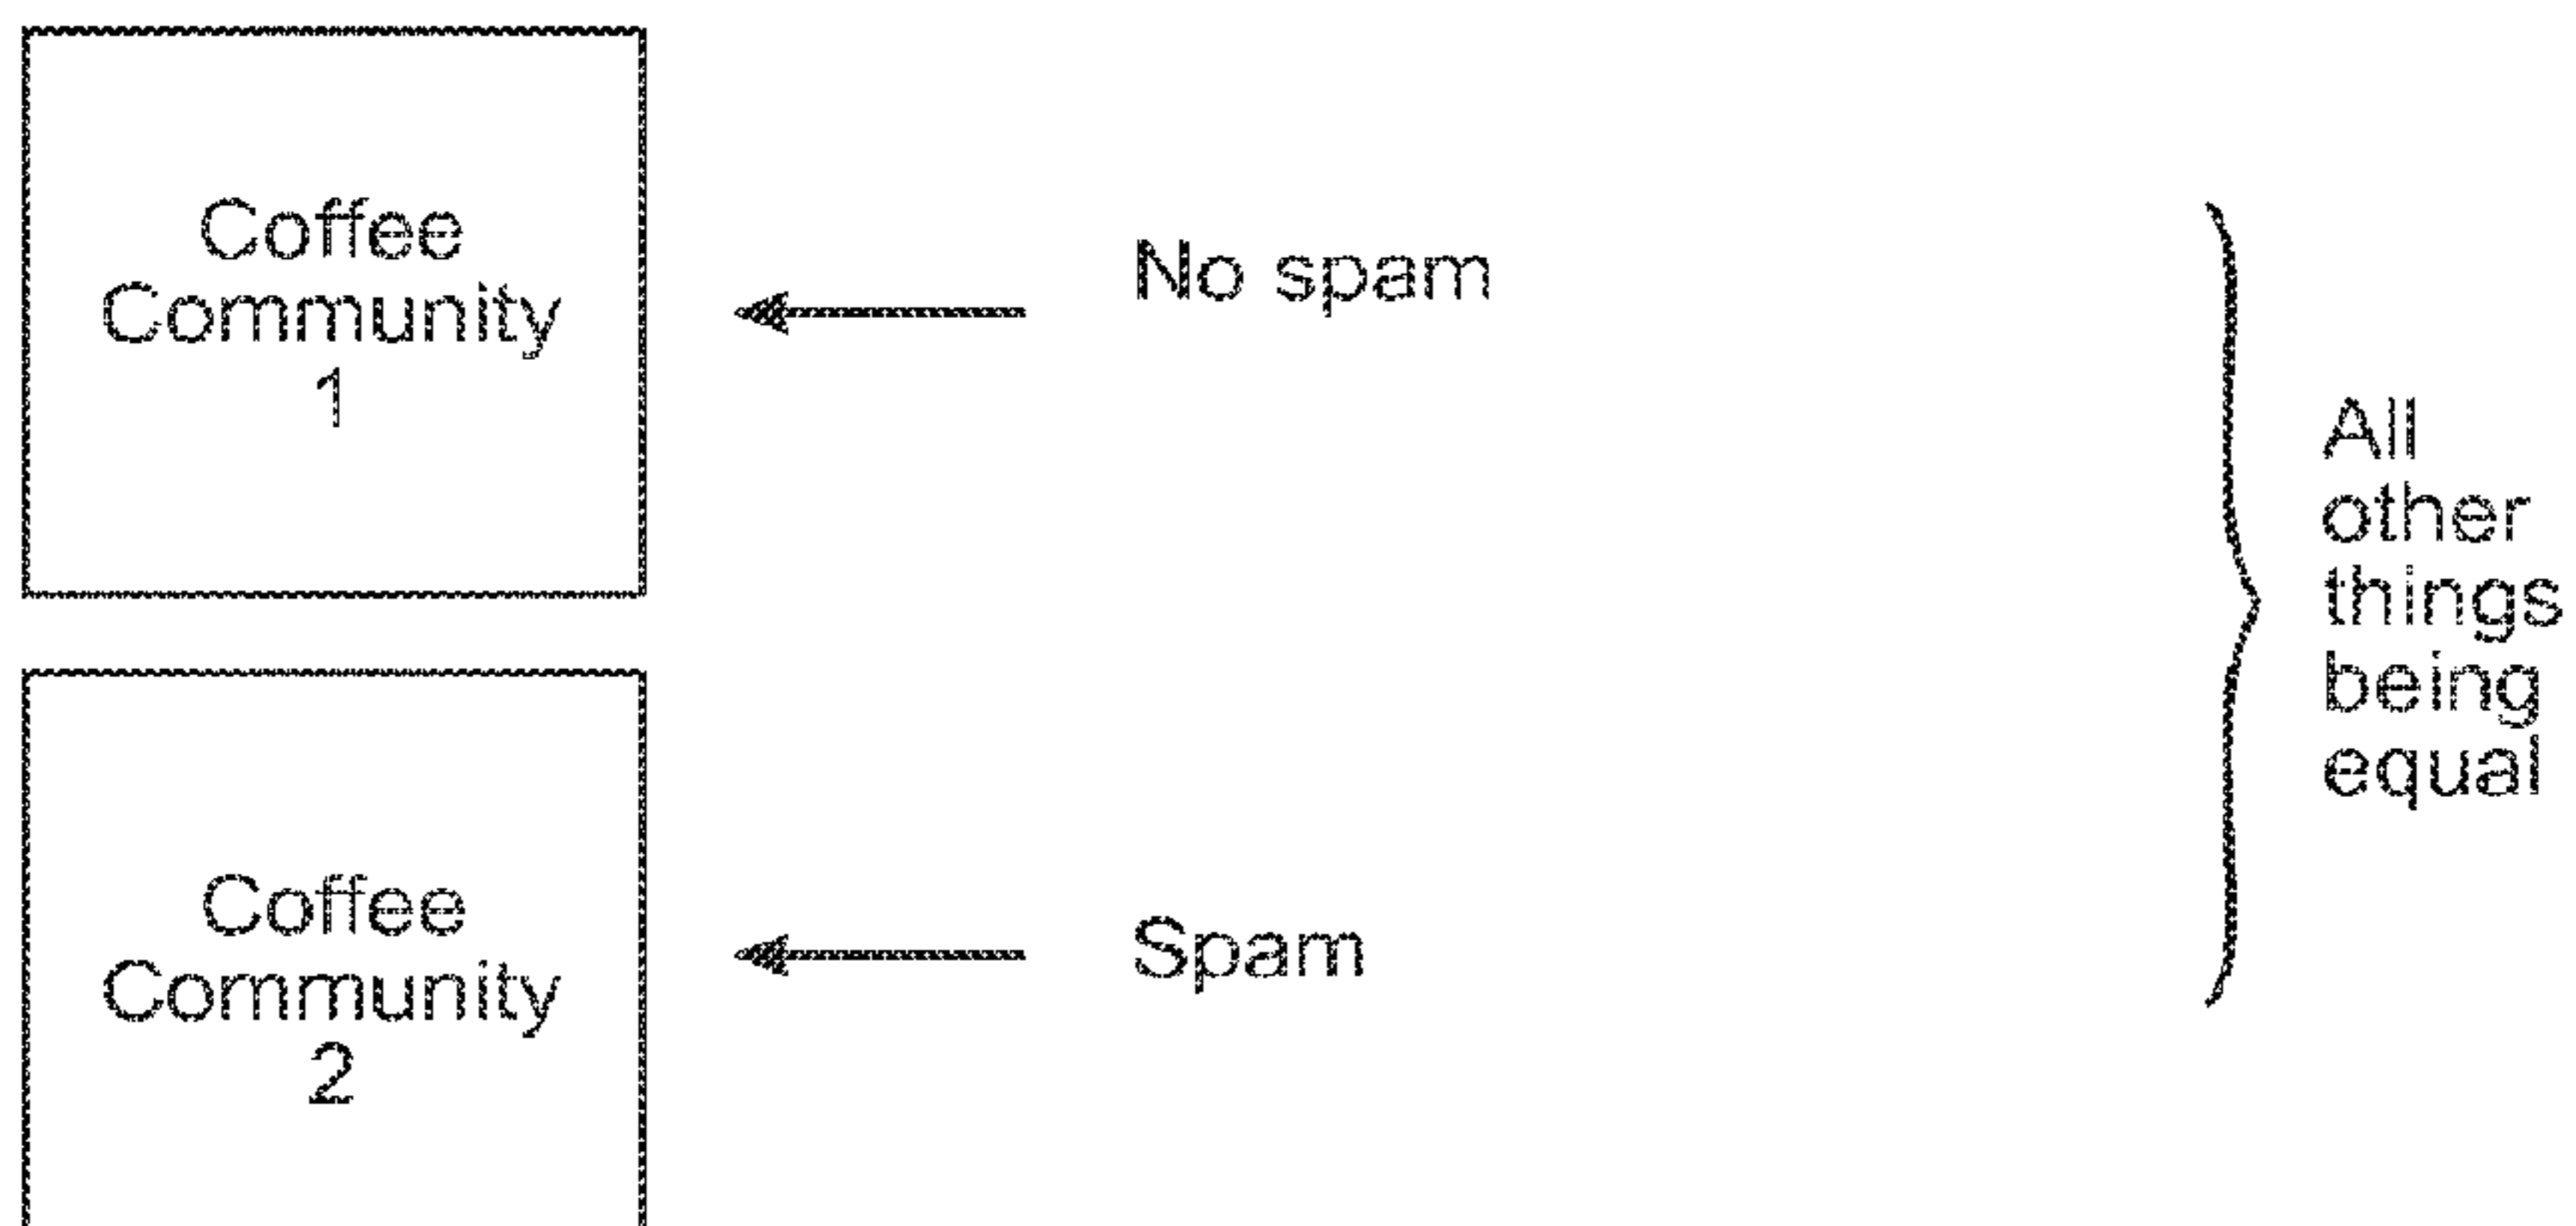 Coffee
Community
1
No spam
Coffee
Community
2
Spam
All
other
things
being
equal